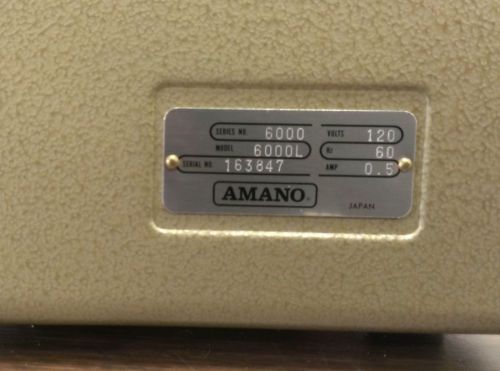 SERIES NO. 6000 VOLTS 120
MODEL 6000L Hz 60
SERIAL NO. 163847 AMP 0.5
AMANO®
JAPAN